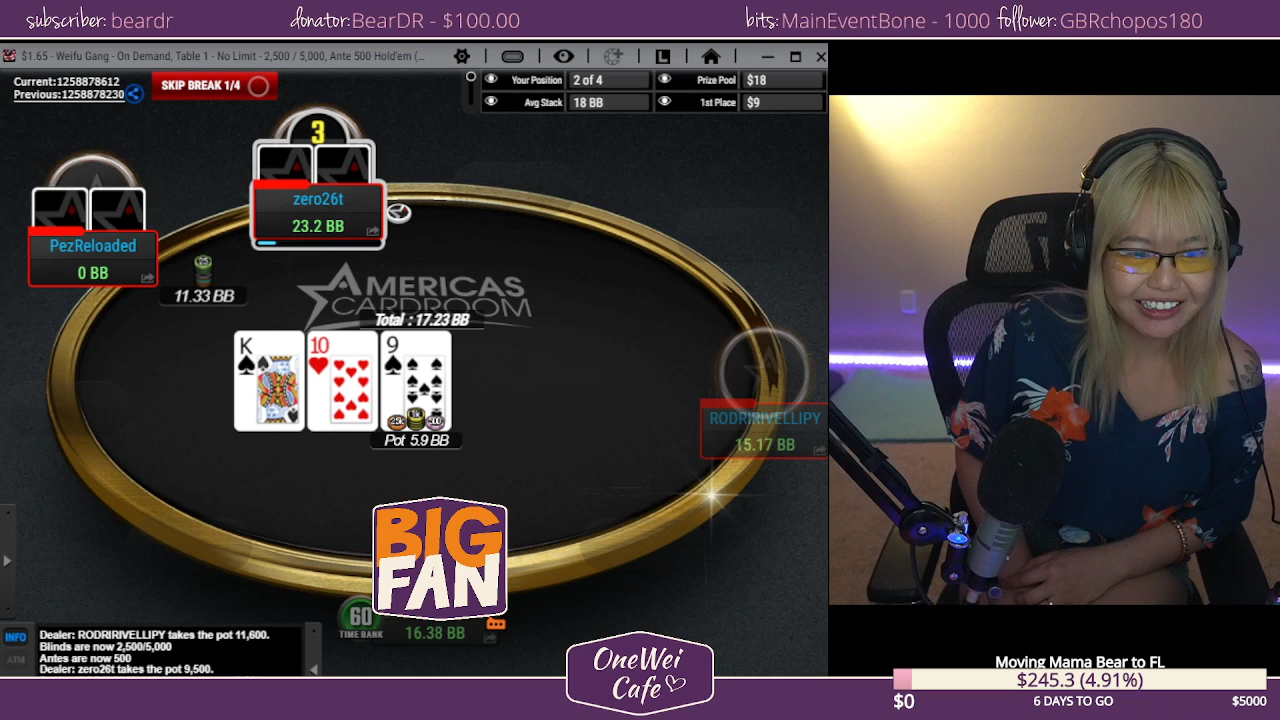 subscriber: beardr
donator:BearDR - $100.00
bits:MainEventBone - 1000
follower:GBRchopos180
$1.65 - Weifu Gang - On Demand, Table 1 - No Limit - 2,500 / 5,000, Ante 500 Hold'em (...
L
Current:1258878612
Previous:1258878230
SKIP BREAK 1/4
Your Position 2 of 4
Prize Pool $18
Avg Stack 18 BB
1st Place $9
3
zero26t
23.2 BB
PezReloaded
0 BB
25
11.33 BB
AMERICAS
CARDROOM
Total : 17.23 BB
K
10
9
25k 1k 500
Pot 5.9 BB
RODRIRIVELLIPY
15.17 BB
BIG
FAN
60
TIME BANK
16.38 BB
INFO
ATM
Dealer: RODRIRIVELLIPY takes the pot 11,600.
Blinds are now 2,500/5,000
Antes are now 500
Dealer: zero26t takes the pot 9,500.
OneWei
Cafe
Moving Mama Bear to FL
$245.3 (4.91%)
$0
6 DAYS TO GO
$5000